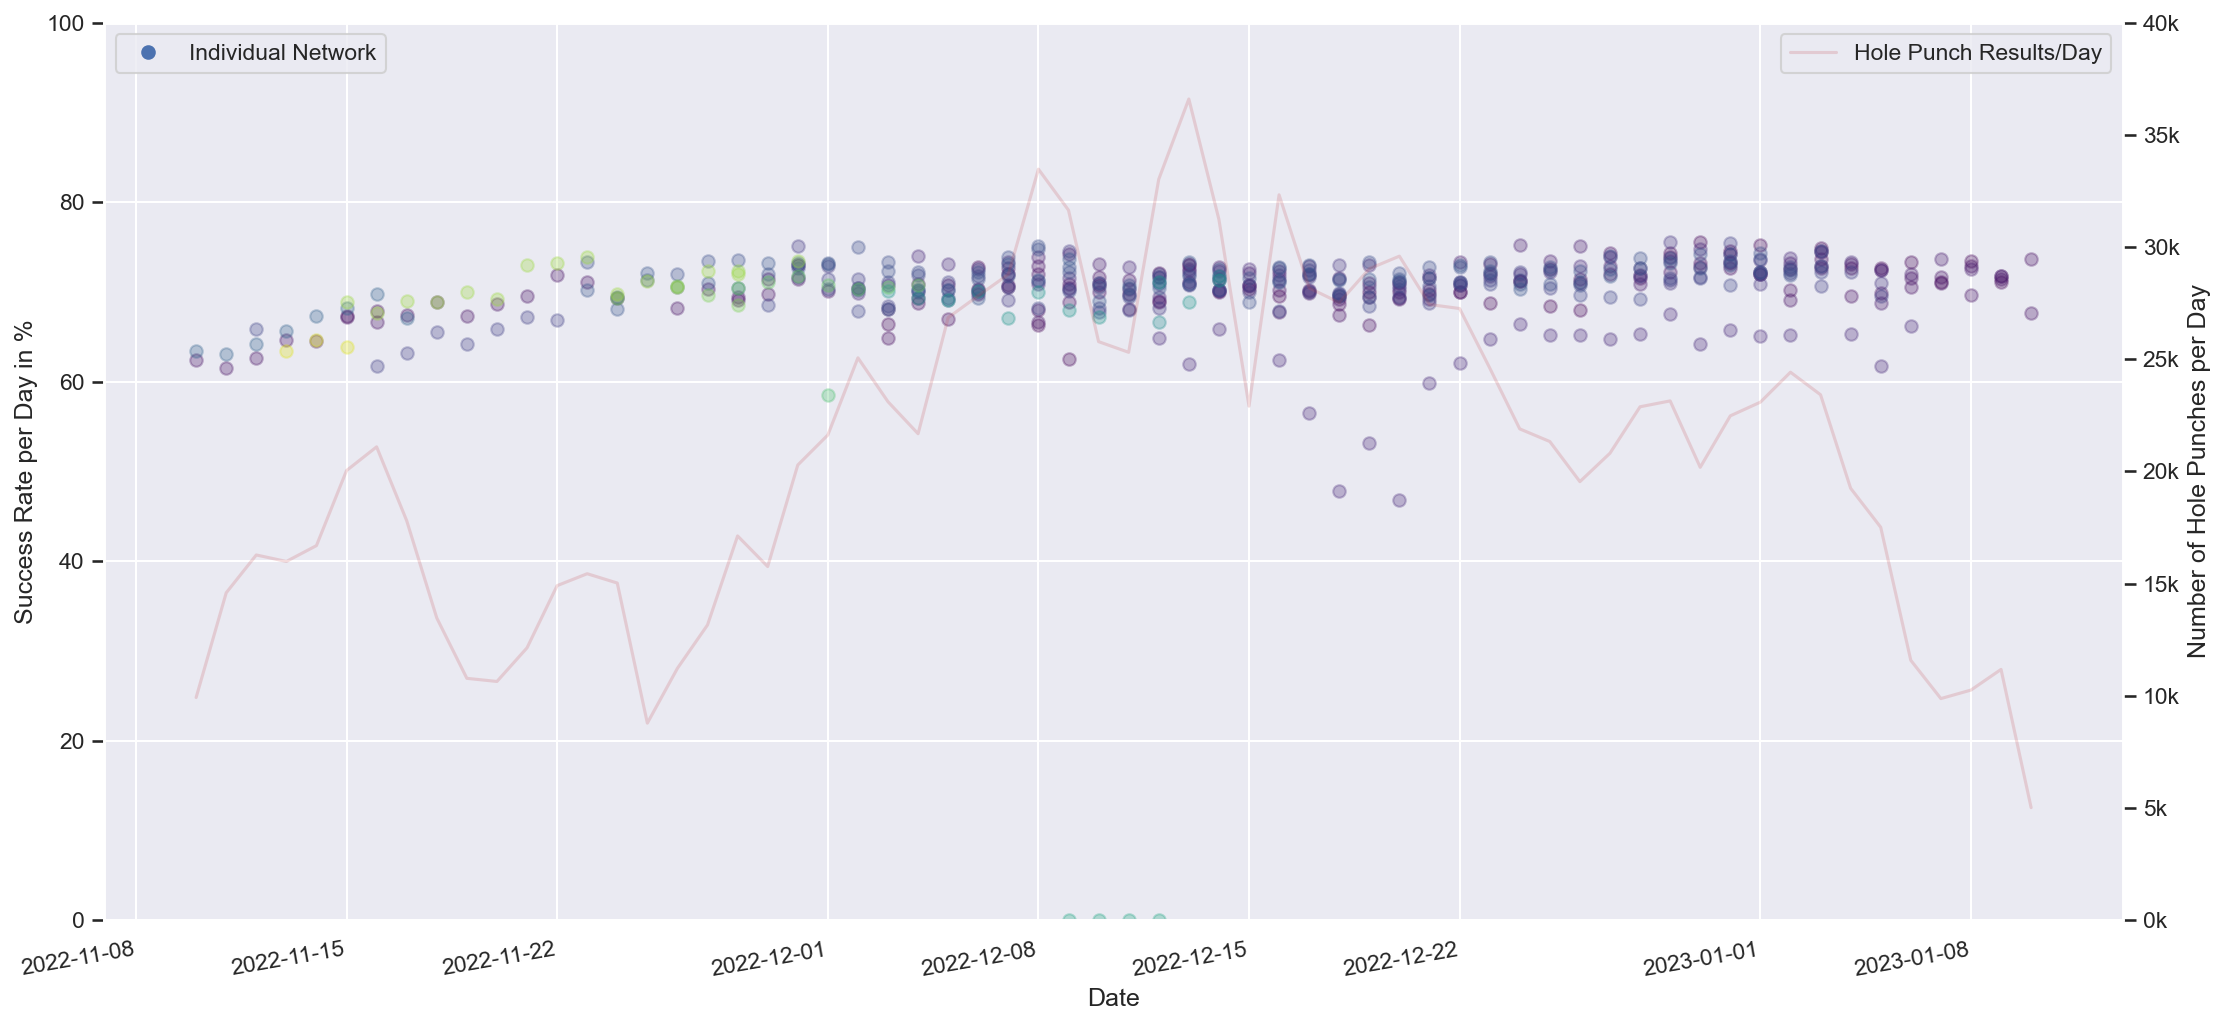 Individual Network
Hole Punch Results/Day
Success Rate per Day in %
100
80
60
40
20
0
40k
35k
30k
25k
20k
15k
10k
5k
0k
Number of Hole Punches per Day
2022-11-08
2022-11-15
2022-11-22
2022-12-01
2022-12-08
2022-12-15
2022-12-22
2023-01-01
2023-01-08
Date